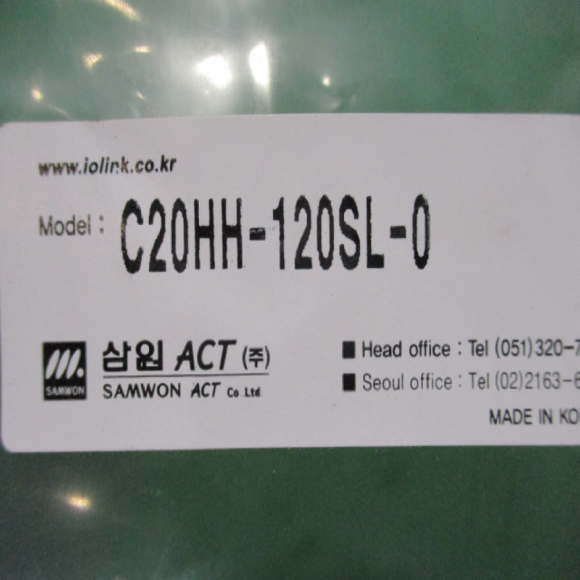 www.iolink.co.kr
Model : C20HH-120SL-0
SAMWON
삼원 ACT (주)
SAMWON ACT Co.Ltd
■ Head office : Tel (051)320-7
■ Seoul office : Tel (02)2163-6
MADE IN KO